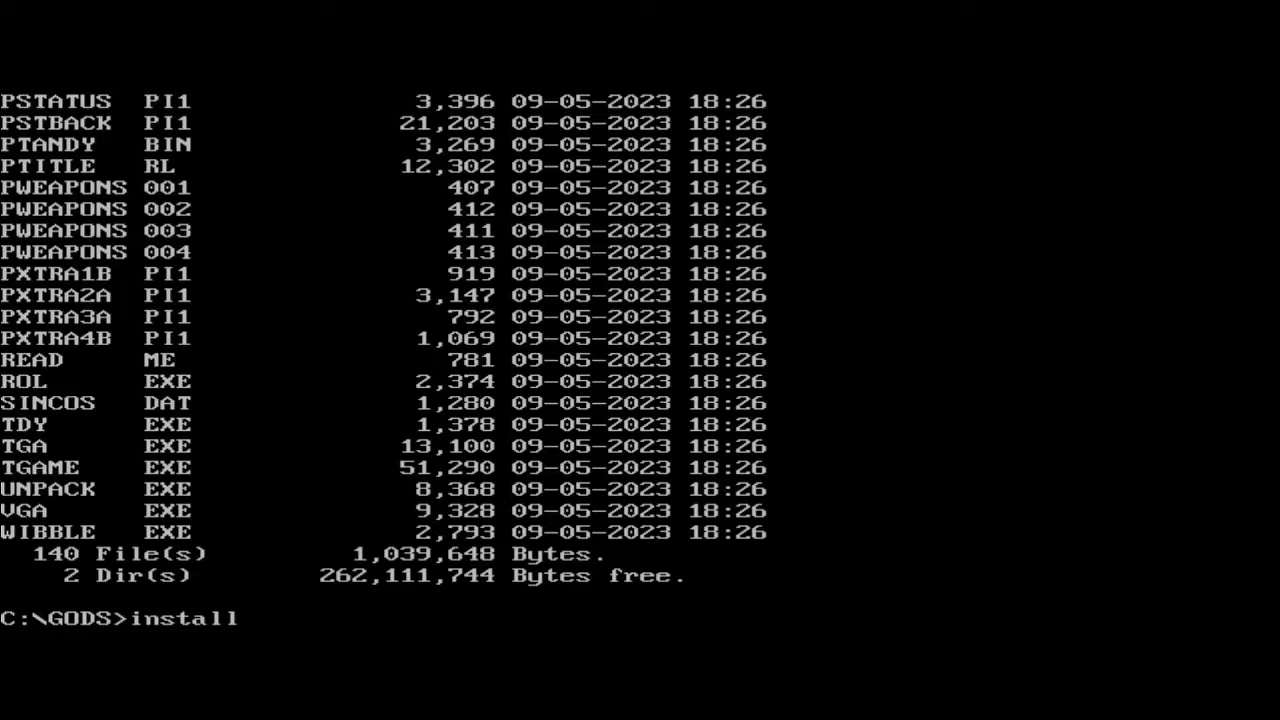 PSTATUS  PI1              3,396 09-05-2023 18:26
PSTBACK  PI1             21,203 09-05-2023 18:26
PTANDY   BIN              3,269 09-05-2023 18:26
PTITLE   RL              12,302 09-05-2023 18:26
PWEAPONS 001                407 09-05-2023 18:26
PWEAPONS 002                412 09-05-2023 18:26
PWEAPONS 003                411 09-05-2023 18:26
PWEAPONS 004                413 09-05-2023 18:26
PXTRA1B  PI1                919 09-05-2023 18:26
PXTRA2A  PI1              3,147 09-05-2023 18:26
PXTRA3A  PI1                792 09-05-2023 18:26
PXTRA4B  PI1              1,069 09-05-2023 18:26
READ     ME                 781 09-05-2023 18:26
ROL      EXE              2,374 09-05-2023 18:26
SINCOS   DAT              1,280 09-05-2023 18:26
TDY      EXE              1,378 09-05-2023 18:26
TGA      EXE             13,100 09-05-2023 18:26
TGAME    EXE             51,290 09-05-2023 18:26
UNPACK   EXE              8,368 09-05-2023 18:26
VGA      EXE              9,328 09-05-2023 18:26
WIBBLE   EXE              2,793 09-05-2023 18:26
  140 File(s)         1,039,648 Bytes.
    2 Dir(s)        262,111,744 Bytes free.
C:\GODS>install